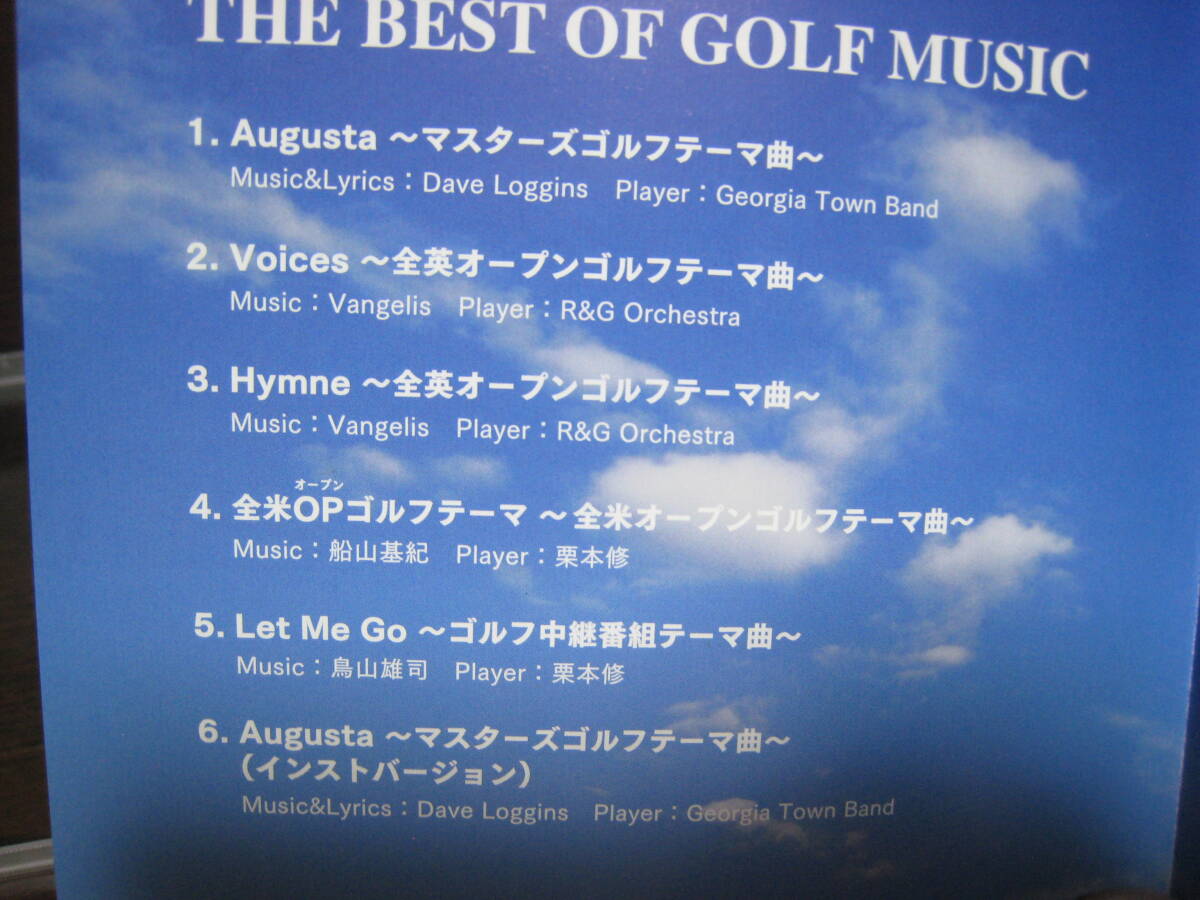 THE BEST OF GOLF MUSIC
1. Augusta 〜マスターズゴルフテーマ曲〜
Music&Lyrics：Dave Loggins　Player：Georgia Town Band
2. Voices 〜全英オープンゴルフテーマ曲〜
Music：Vangelis　Player：R&G Orchestra
3. Hymne 〜全英オープンゴルフテーマ曲〜
Music：Vangelis　Player：R&G Orchestra
オープン
4. 全米OPゴルフテーマ 〜全米オープンゴルフテーマ曲〜
Music：船山基紀　Player：栗本修
5. Let Me Go 〜ゴルフ中継番組テーマ曲〜
Music：鳥山雄司　Player：栗本修
6. Augusta 〜マスターズゴルフテーマ曲〜
（インストバージョン）
Music&Lyrics：Dave Loggins　Player：Georgia Town Band